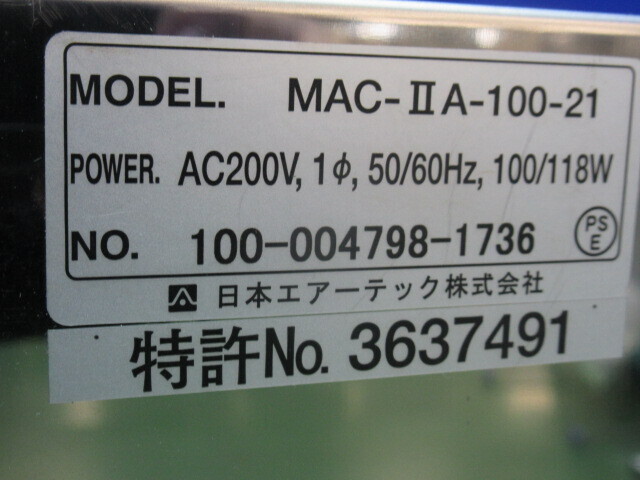 MODEL. MAC-ⅡA-100-21
POWER. AC200V, 1φ, 50/60Hz, 100/118W
NO. 100-004798-1736
PSE
日本エアーテック株式会社
特許No. 3637491